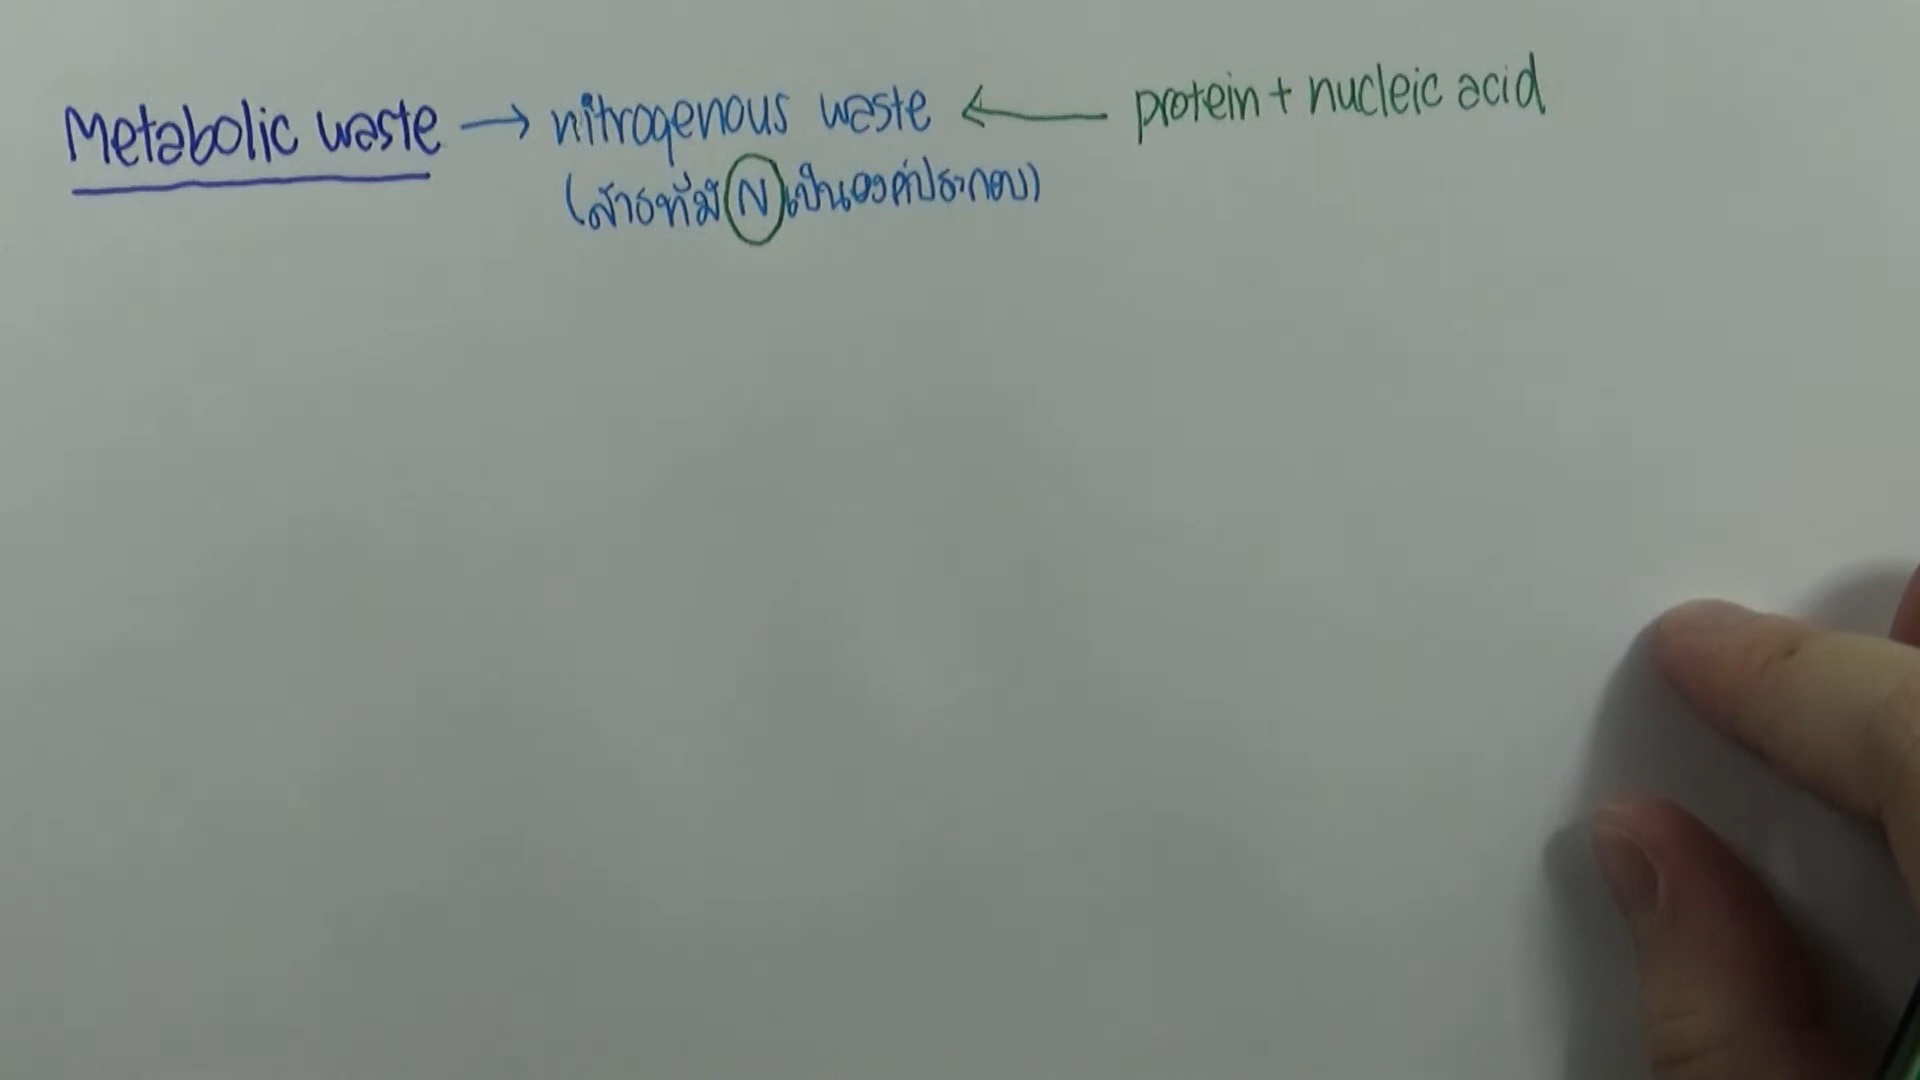 Metabolic waste → nitrogenous waste ← protein + nucleic acid
(สารที่มี N เป็นองค์ประกอบ)